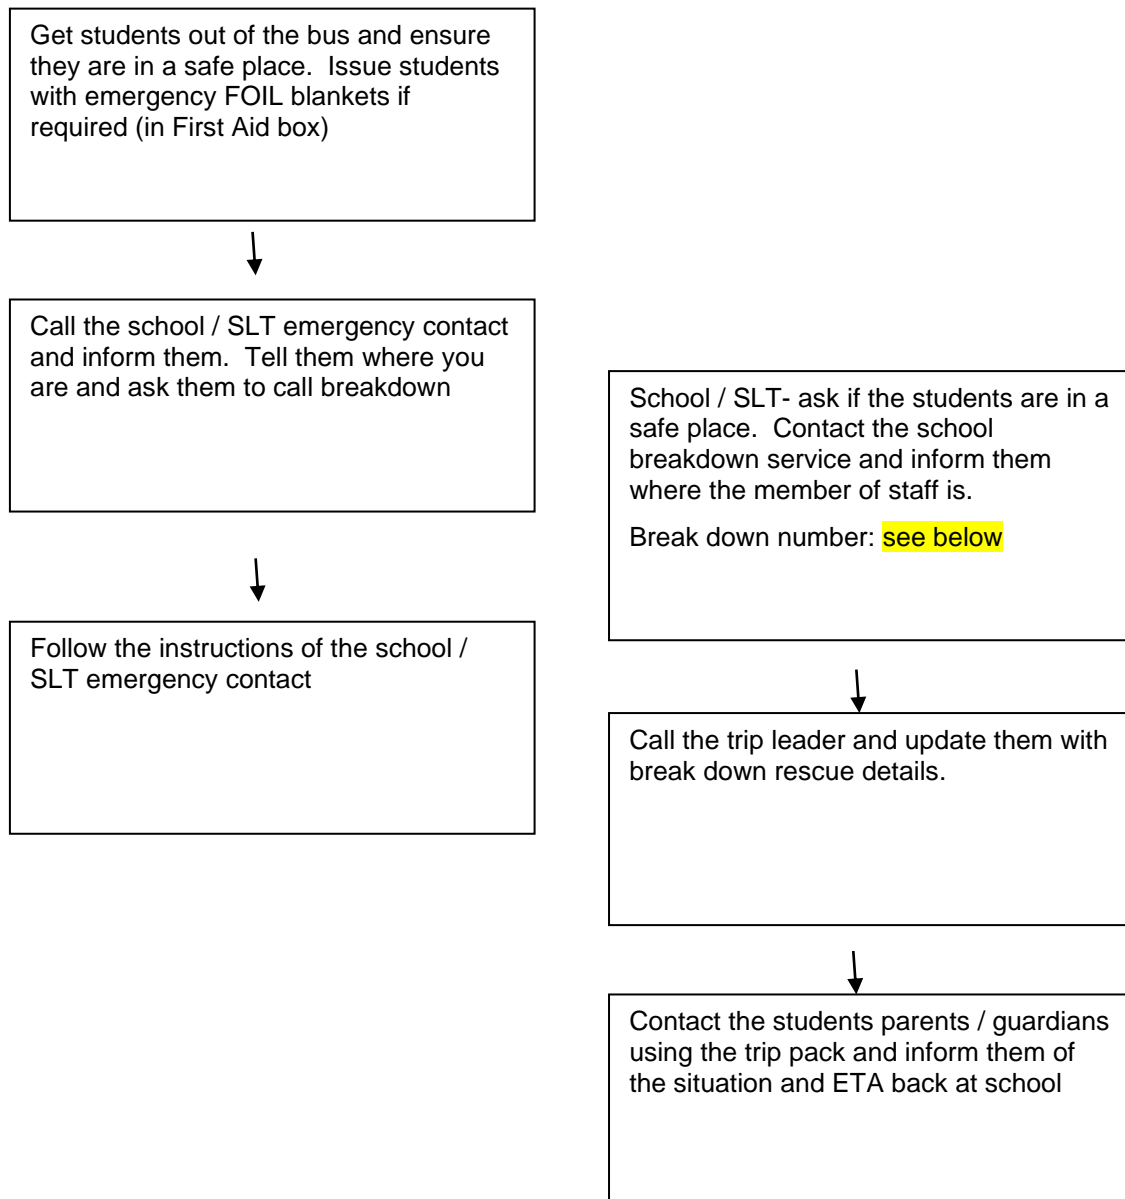 Get students out of the bus and ensure
they are in a safe place.  Issue students
with emergency FOIL blankets if
required (in First Aid box)
Call the school / SLT emergency contact
and inform them.  Tell them where you
are and ask them to call breakdown
Follow the instructions of the school /
SLT emergency contact
School / SLT- ask if the students are in a
safe place.  Contact the school
breakdown service and inform them
where the member of staff is.
Break down number: see below
Call the trip leader and update them with
break down rescue details.
Contact the students parents / guardians
using the trip pack and inform them of
the situation and ETA back at school